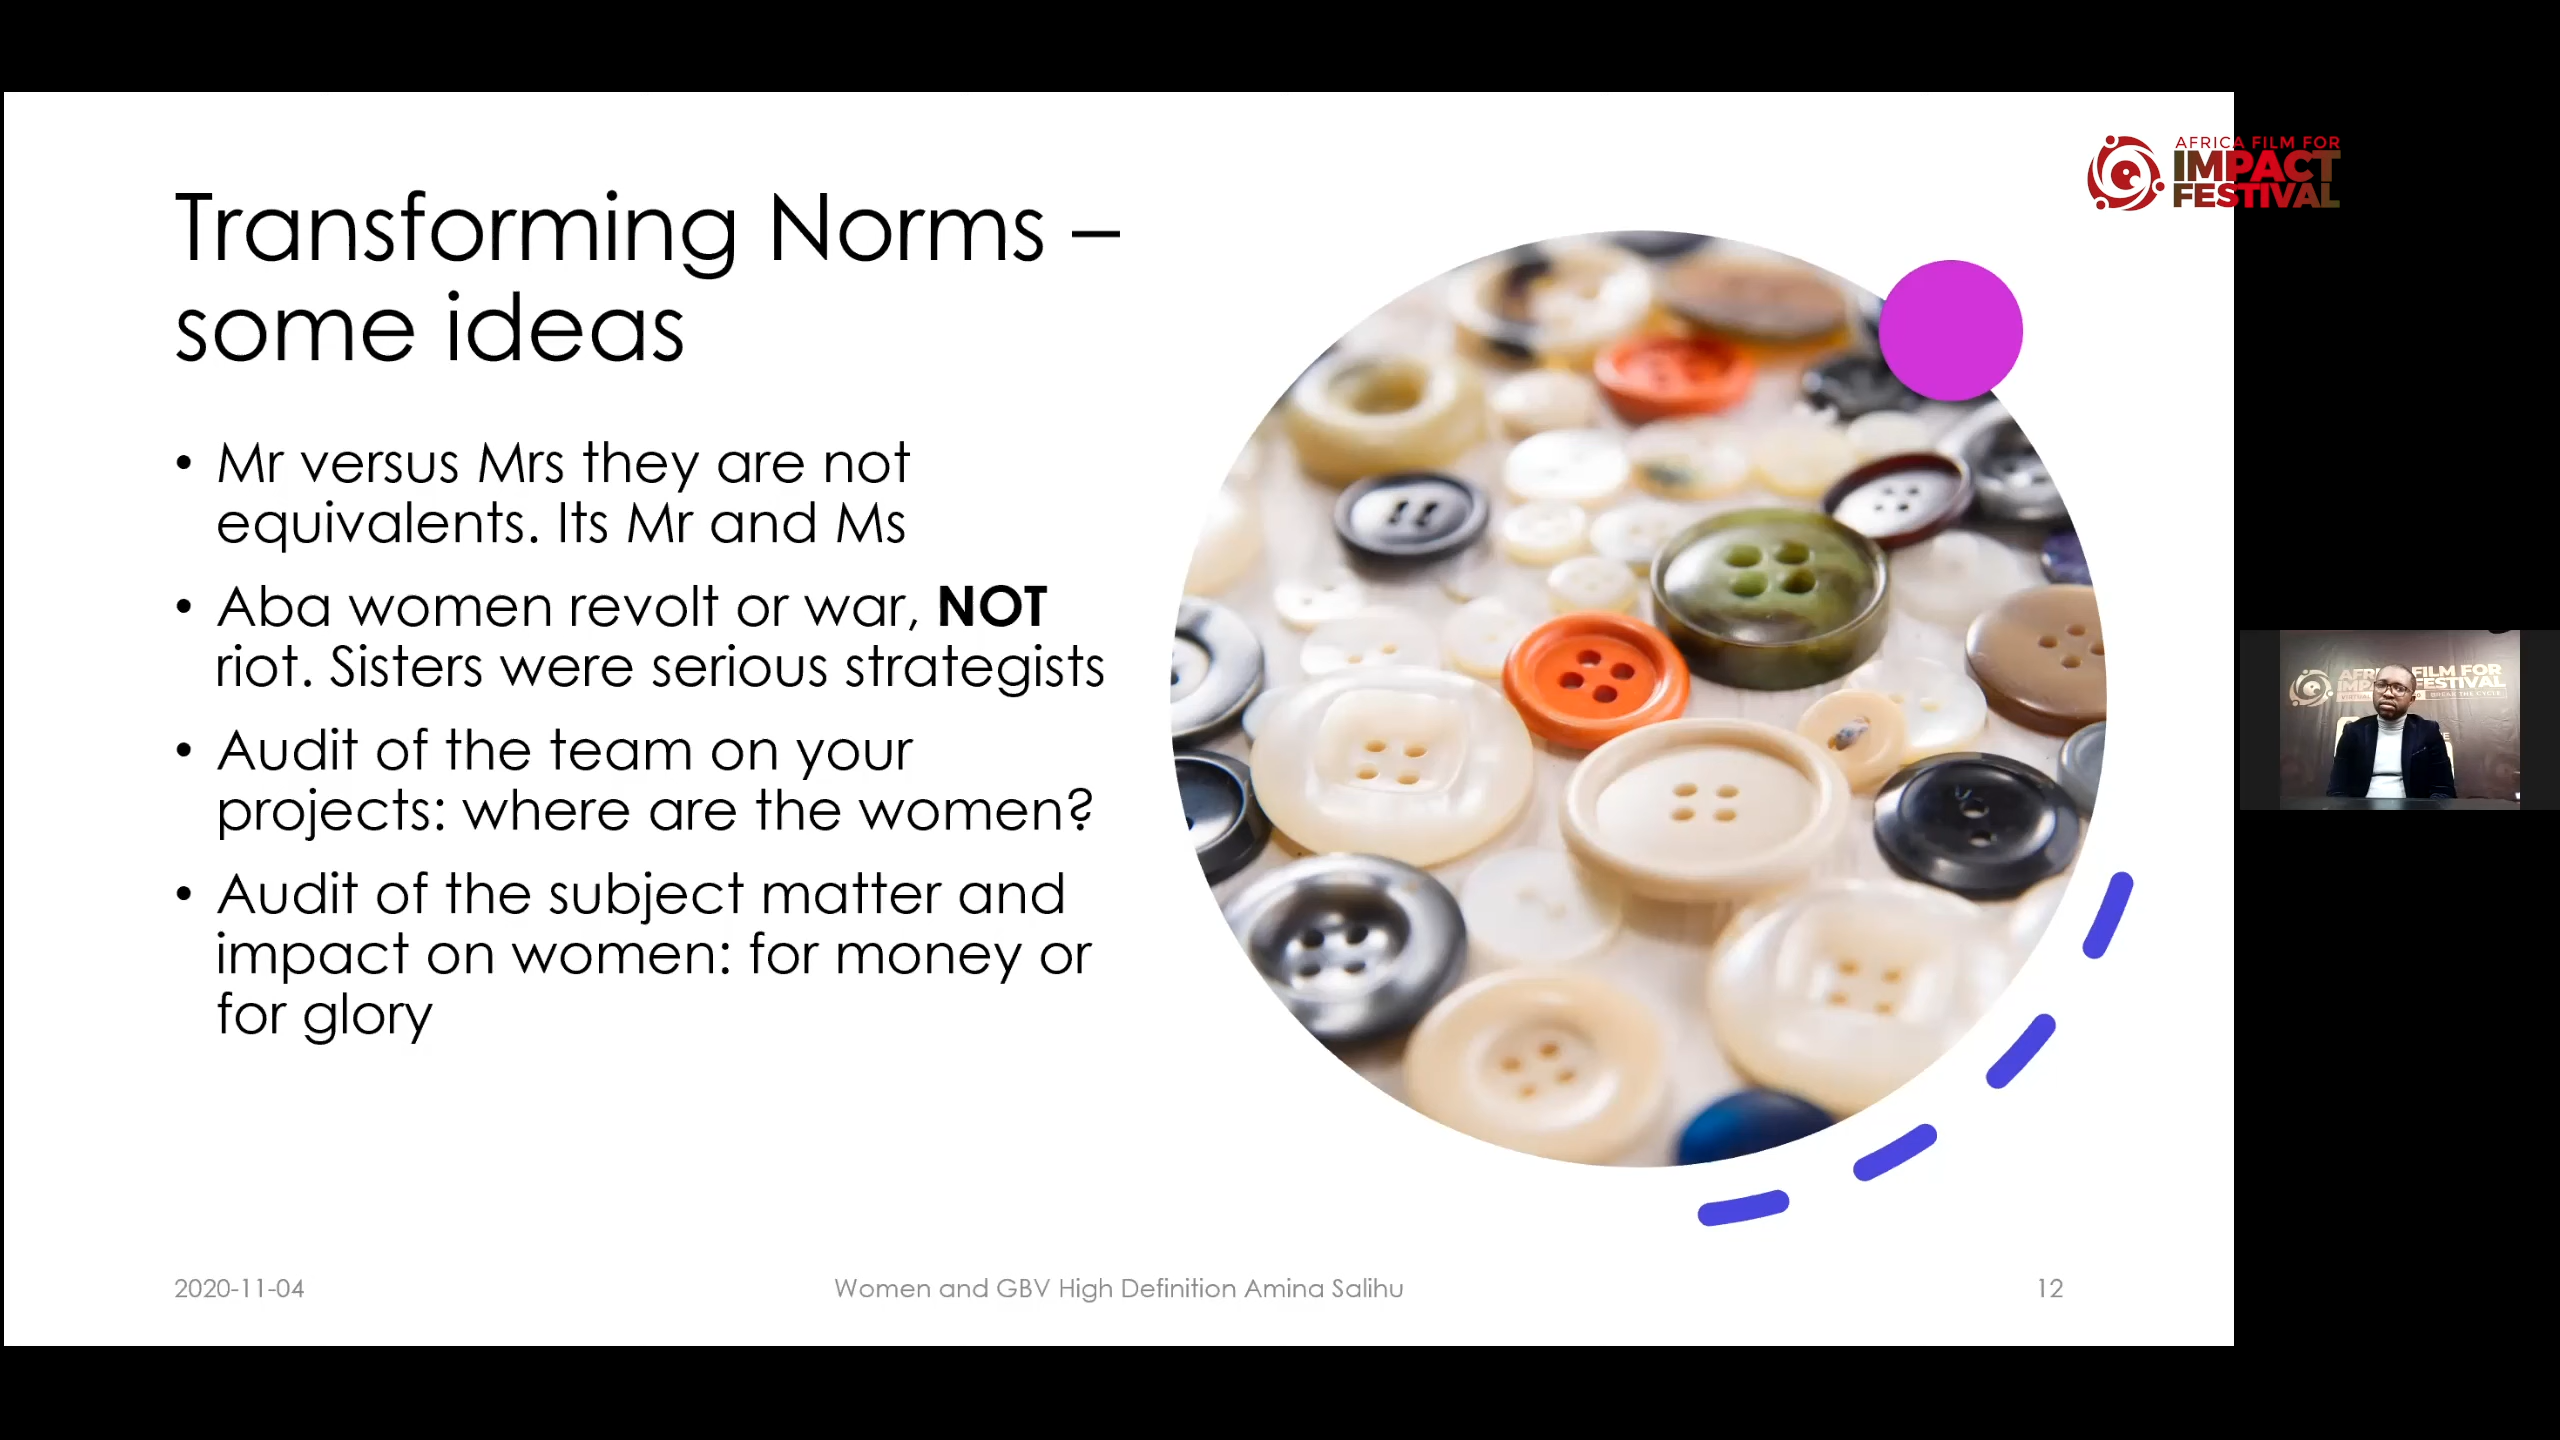 AFRICA FILM FOR
IMPACT
FESTIVAL
Transforming Norms –
some ideas
• Mr versus Mrs they are not
equivalents. Its Mr and Ms
• Aba women revolt or war, NOT
riot. Sisters were serious strategists
• Audit of the team on your
projects: where are the women?
• Audit of the subject matter and
impact on women: for money or
for glory
2020-11-04
Women and GBV High Definition Amina Salihu
12
FILM FOR
FESTIVAL